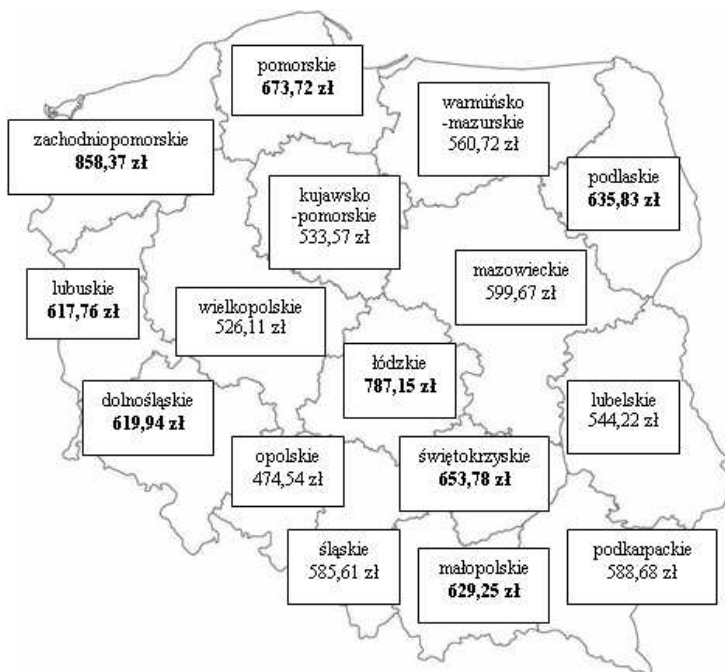 pomorskie
673,72 zł
warmińsko
-mazurskie
560,72 zł
zachodniopomorskie
858,37 zł
podlaskie
635,83 zł
kujawsko
-pomorskie
533,57 zł
mazowieckie
599,67 zł
lubuskie
617,76 zł
wielkopolskie
526,11 zł
łódzkie
787,15 zł
dolnośląskie
619,94 zł
lubelskie
544,22 zł
opolskie
474,54 zł
świętokrzyskie
653,78 zł
śląskie
585,61 zł
małopolskie
629,25 zł
podkarpackie
588,68 zł